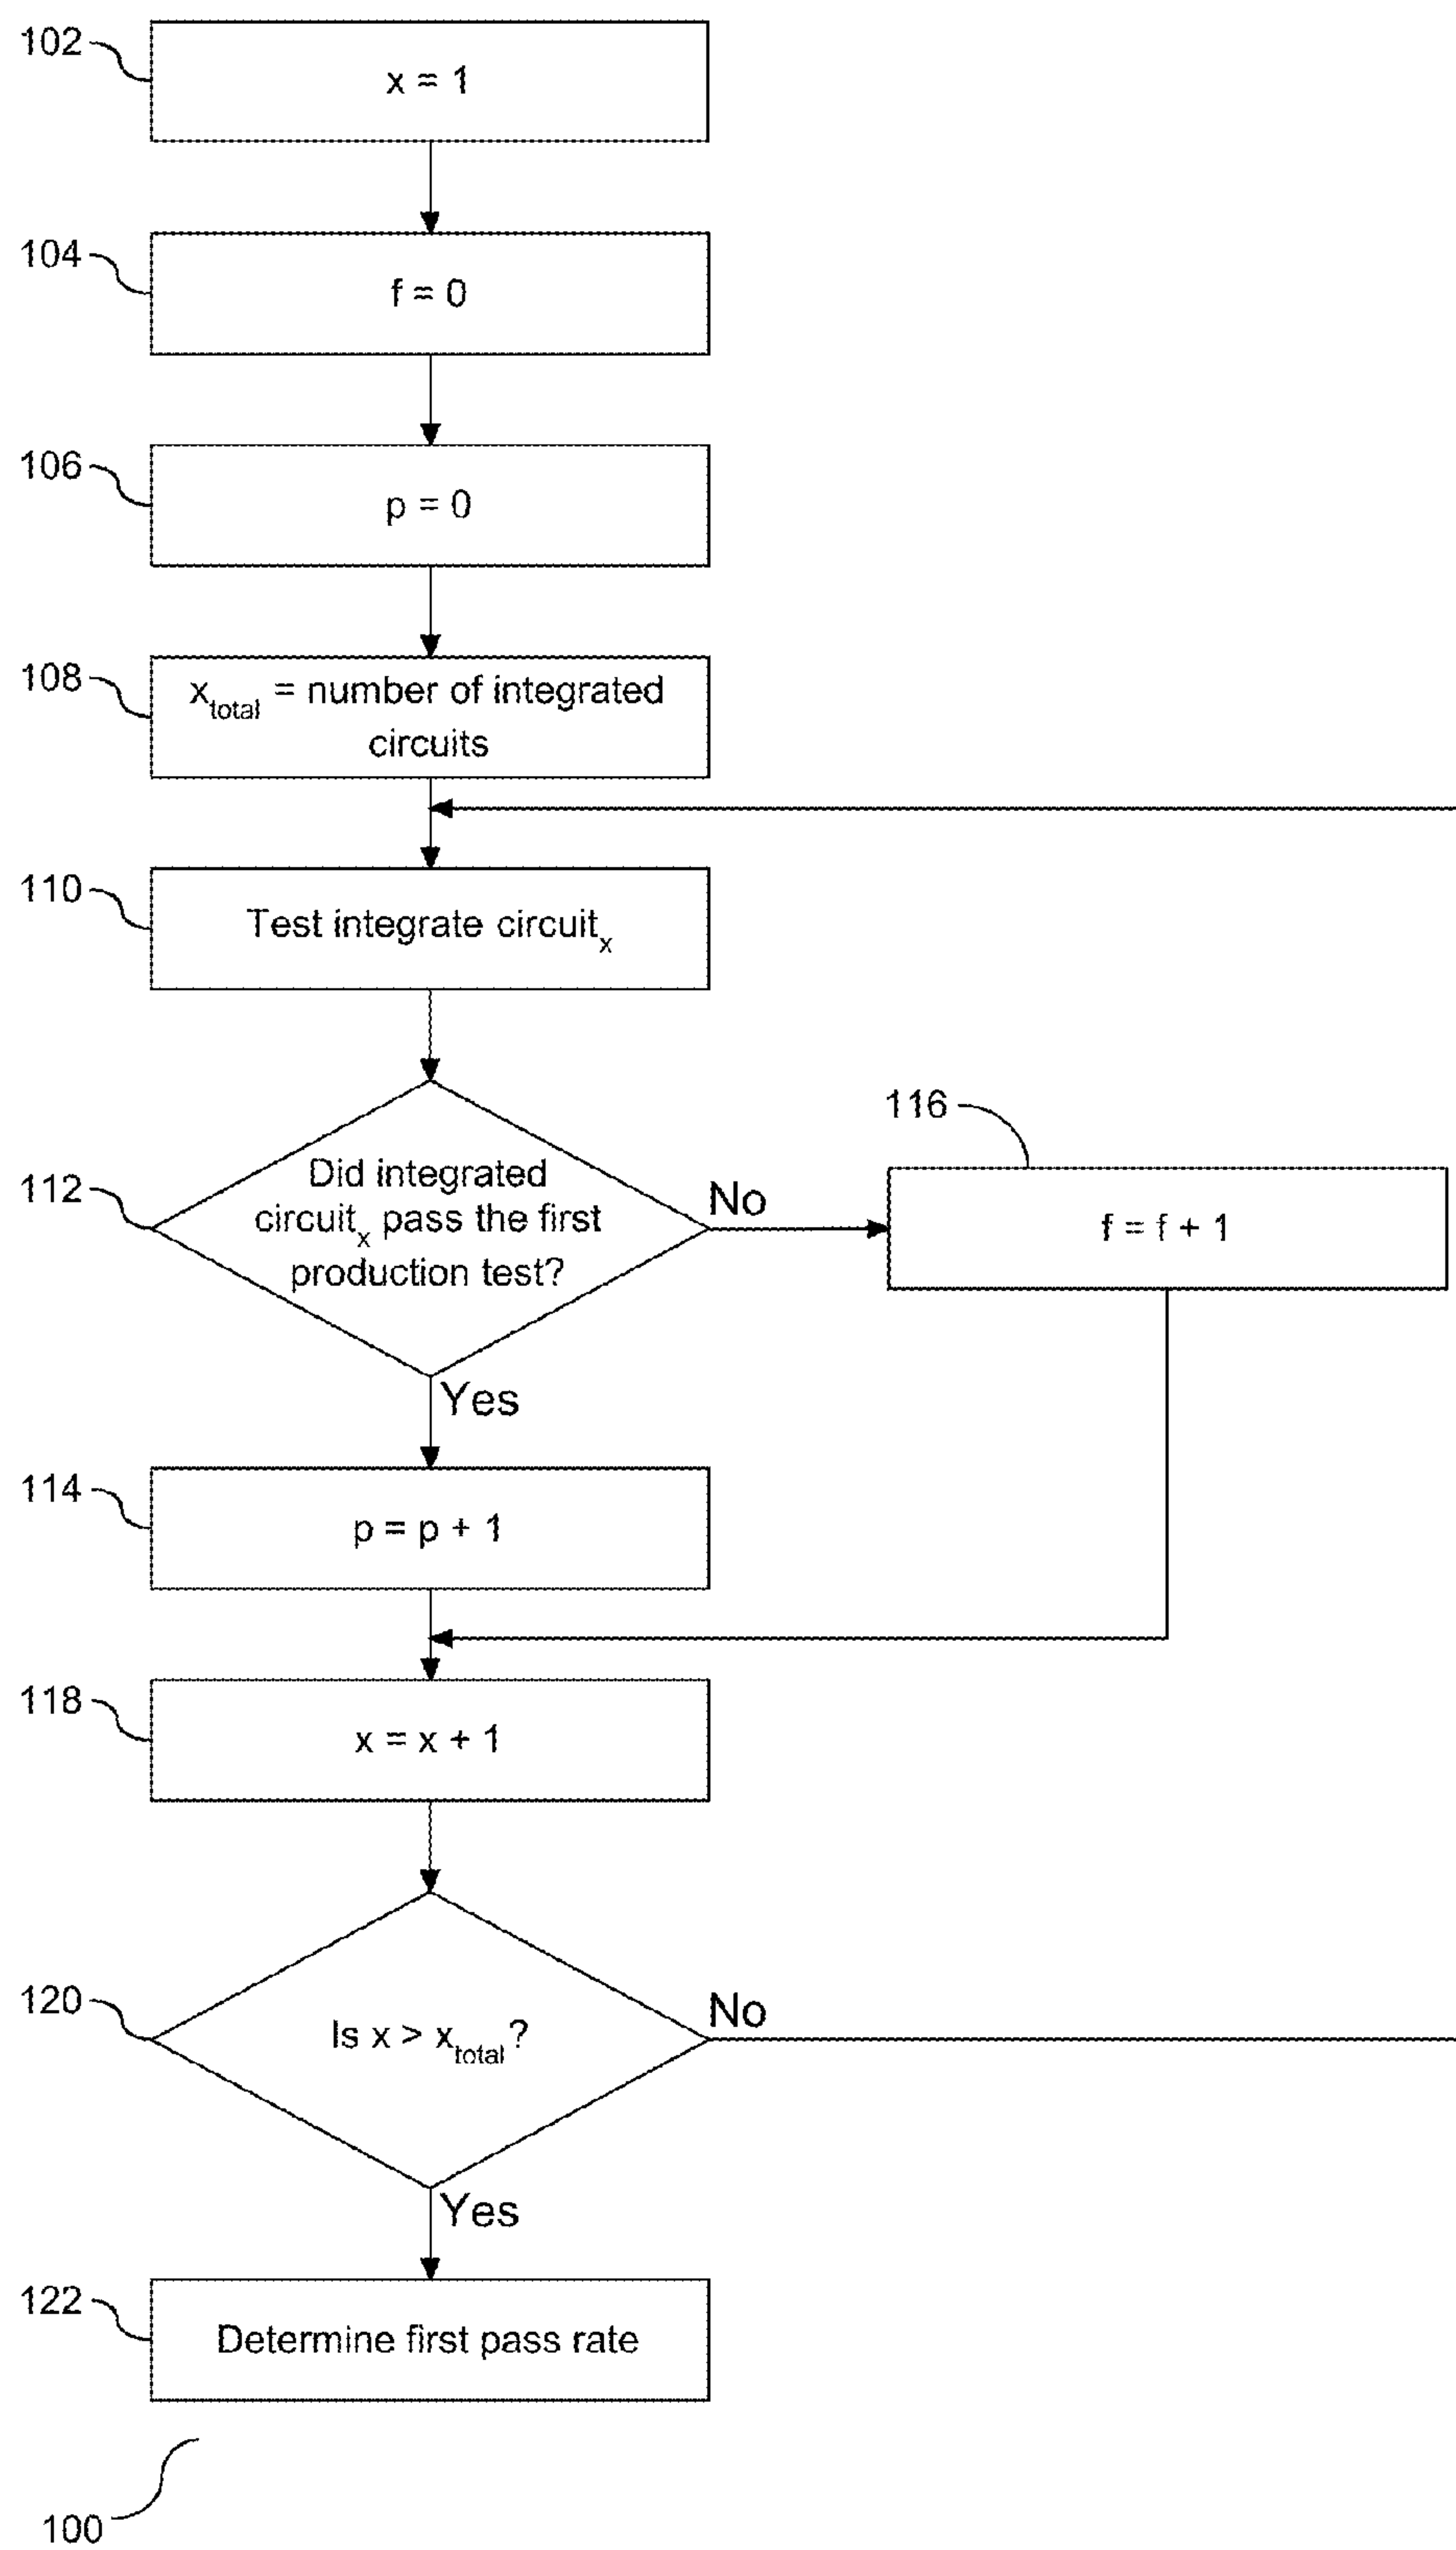 102
x = 1
104
f = 0
106
p = 0
108
xtotal = number of integrated
circuits
110
Test integrate circuitx
116
112
Did integrated
circuitx pass the first
production test?
No
f = f + 1
Yes
114
p = p + 1
118
x = x + 1
120
Is x > xtotal?
No
Yes
122
Determine first pass rate
100